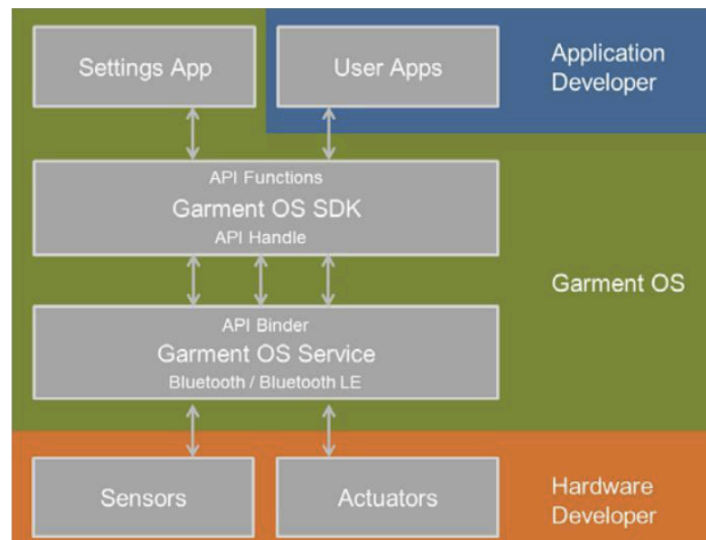 Settings App
User Apps
Application
Developer
API Functions
Garment OS SDK
API Handle
Garment OS
API Binder
Garment OS Service
Bluetooth / Bluetooth LE
Sensors
Actuators
Hardware
Developer